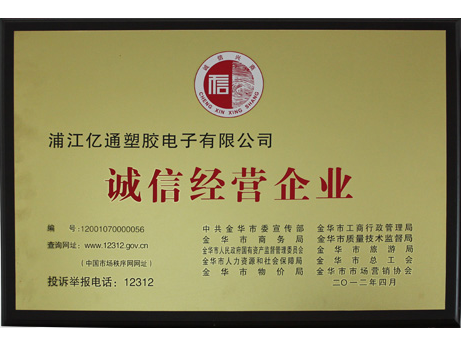 诚信兴商
信
CHENG XIN XING SHANG
浦江亿通塑胶电子有限公司
诚信经营企业
编 号:12001070000056
查询网址:www.12312.gov.cn
(中国市场秩序网网址)
投诉举报电话:12312
中共金华市委宣传部
金华市商务局
金华市人民政府国有资产监督管理委员会
金华市人力资源和社会保障局
金华市物价局
金华市工商行政管理局
金华市质量技术监督局
金华市旅游局
金华市总工会
金华市市场营销协会
二〇一二年四月